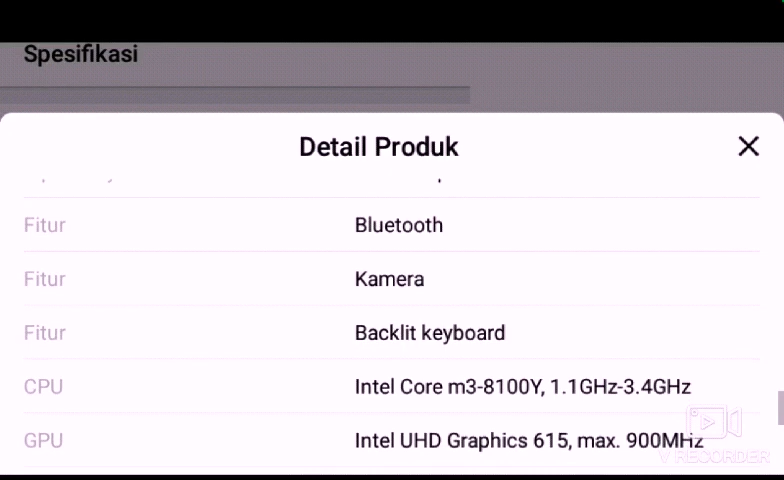 Spesifikasi
Detail Produk
Fitur Bluetooth
Fitur Kamera
Fitur Backlit keyboard
CPU Intel Core m3-8100Y, 1.1GHz-3.4GHz
GPU Intel UHD Graphics 615, max. 900MHz
V RECORDER